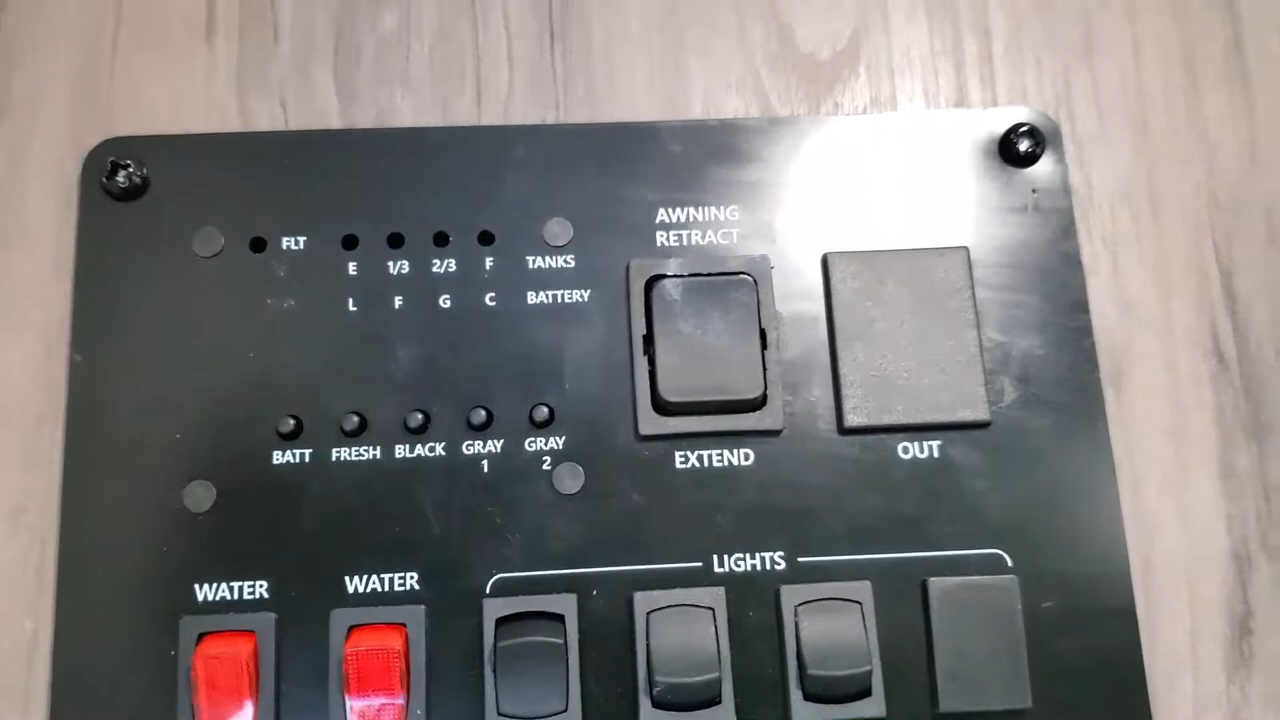 AWNING
RETRACT
FLT
E 1/3 2/3 F TANKS
L F G C BATTERY
BATT FRESH BLACK GRAY 1 GRAY 2
EXTEND
OUT
WATER
WATER
LIGHTS